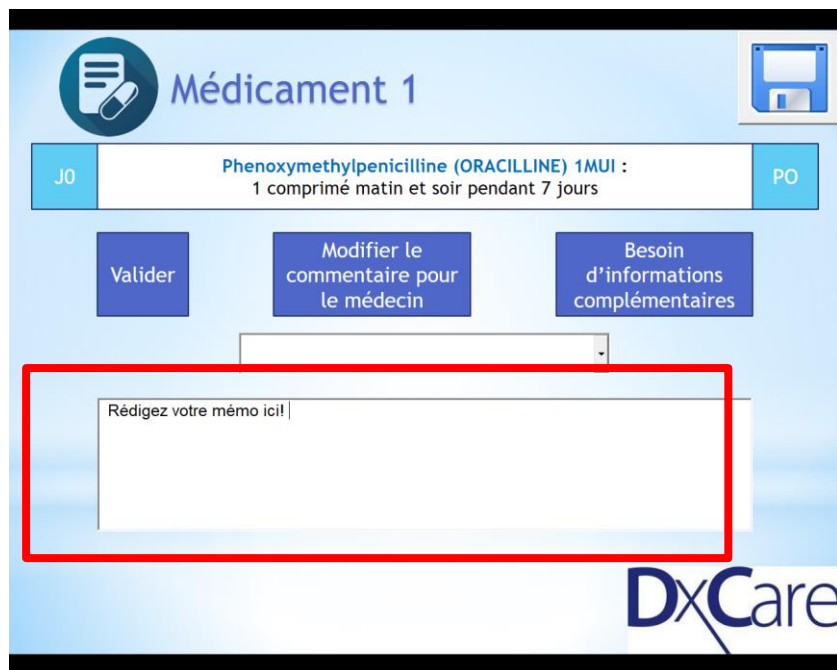 Médicament 1
J0
Phenoxymethylpenicilline (ORACILLINE) 1MUI :
1 comprimé matin et soir pendant 7 jours
PO
Valider
Modifier le
commentaire pour
le médecin
Besoin
d’informations
complémentaires
Rédigez votre mémo ici!
DxCare